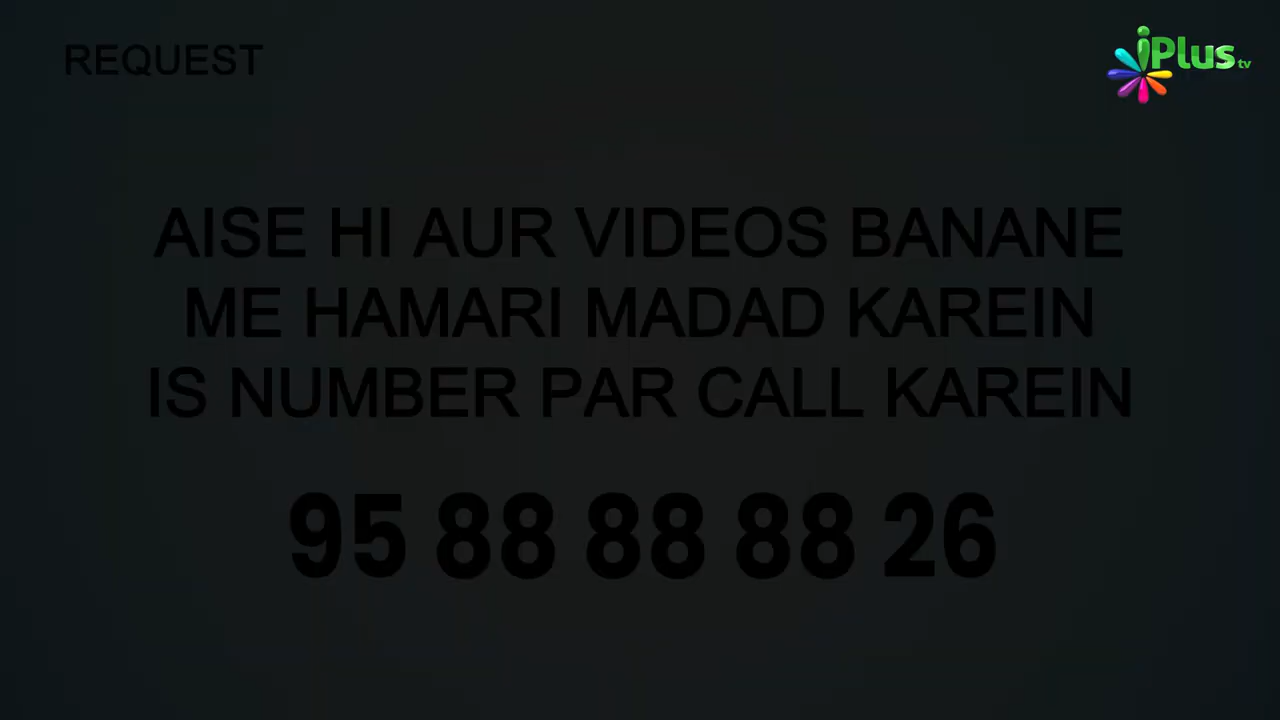 REQUEST
iPlus tv
AISE HI AUR VIDEOS BANANE
ME HAMARI MADAD KAREIN
IS NUMBER PAR CALL KAREIN
95 88 88 88 26